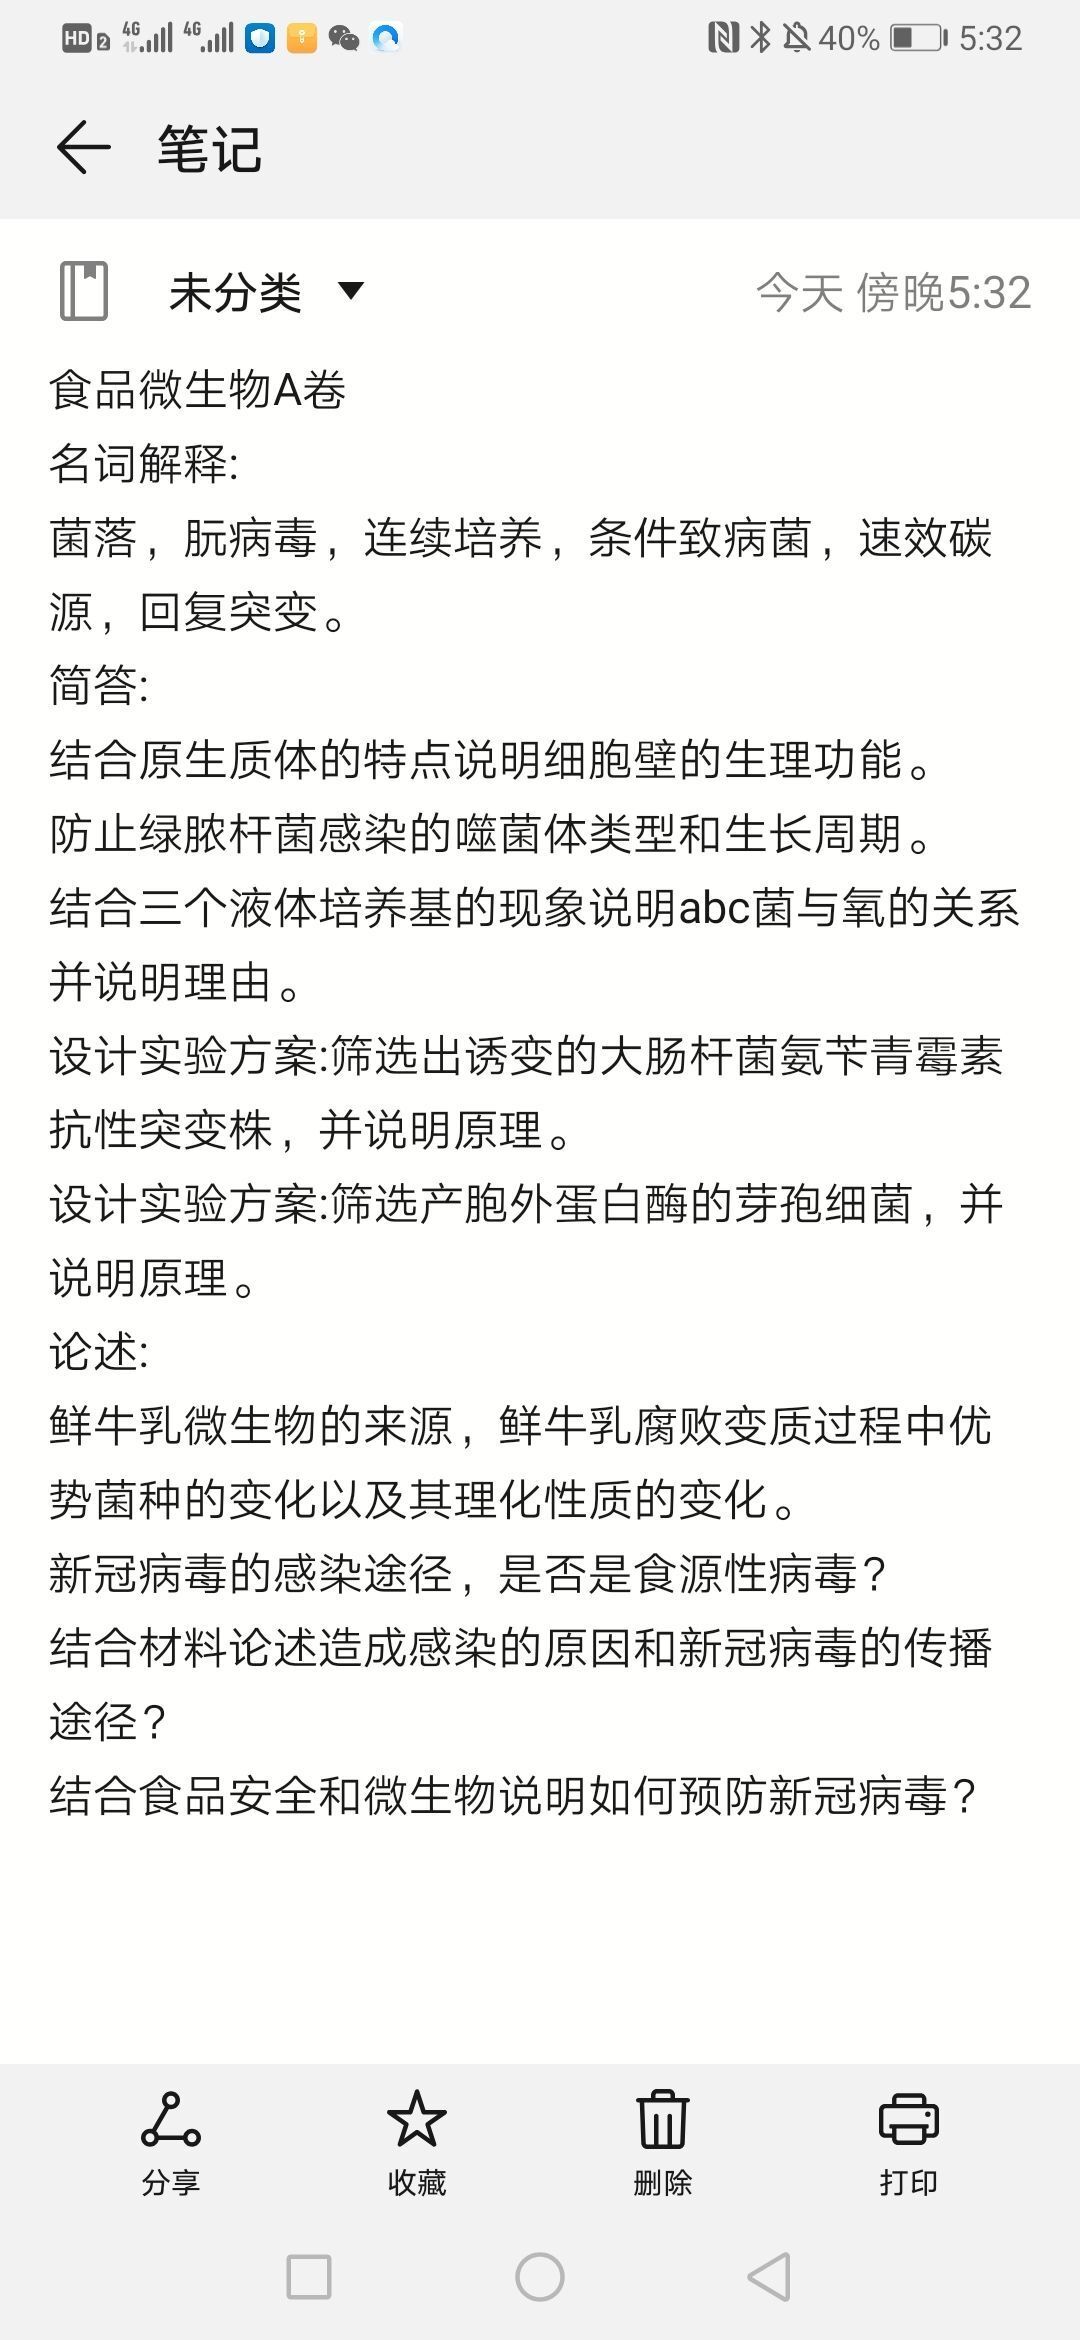 HD 2 4G 4G 40% 5:32
笔记
未分类 今天 傍晚5:32
食品微生物A卷
名词解释:
菌落，朊病毒，连续培养，条件致病菌，速效碳
源，回复突变。
简答:
结合原生质体的特点说明细胞壁的生理功能。
防止绿脓杆菌感染的噬菌体类型和生长周期。
结合三个液体培养基的现象说明abc菌与氧的关系
并说明理由。
设计实验方案:筛选出诱变的大肠杆菌氨苄青霉素
抗性突变株，并说明原理。
设计实验方案:筛选产胞外蛋白酶的芽孢细菌，并
说明原理。
论述:
鲜牛乳微生物的来源，鲜牛乳腐败变质过程中优
势菌种的变化以及其理化性质的变化。
新冠病毒的感染途径，是否是食源性病毒?
结合材料论述造成感染的原因和新冠病毒的传播
途径?
结合食品安全和微生物说明如何预防新冠病毒?
分享 收藏 删除 打印